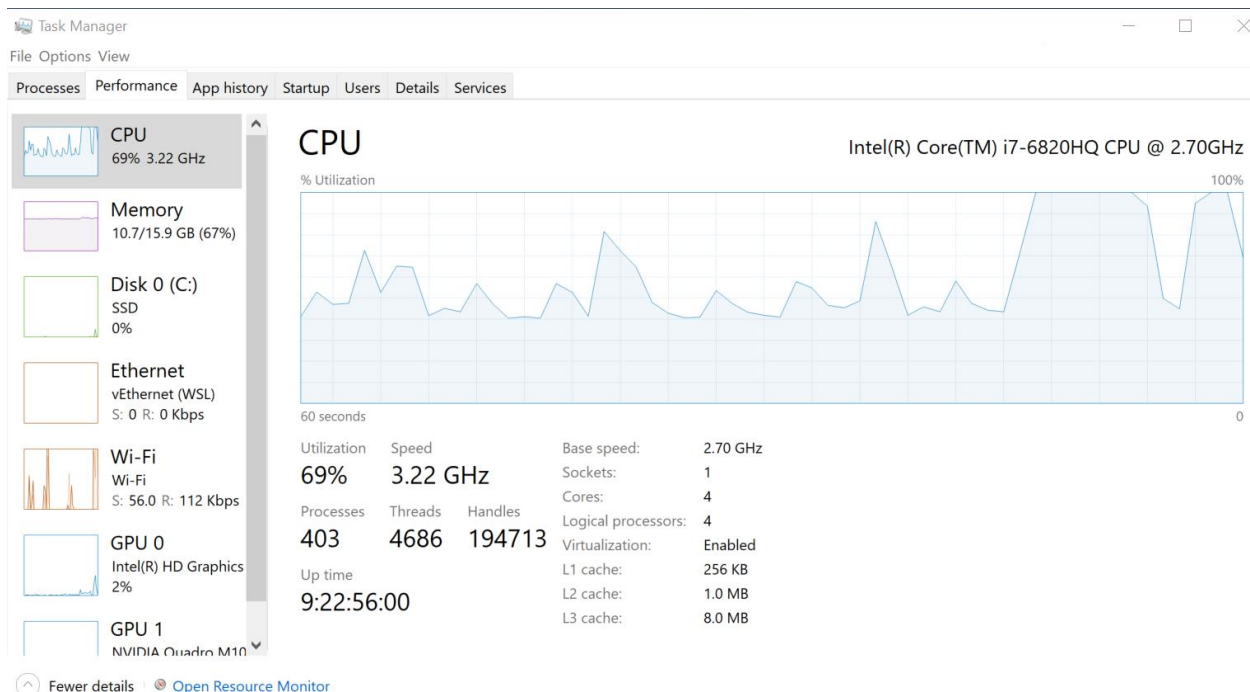 Task Manager
File Options View
Processes Performance App history Startup Users Details Services
CPU
69% 3.22 GHz
Memory
10.7/15.9 GB (67%)
Disk 0 (C:)
SSD
0%
Ethernet
vEthernet (WSL)
S: 0 R: 0 Kbps
Wi-Fi
Wi-Fi
S: 56.0 R: 112 Kbps
GPU 0
Intel(R) HD Graphics
2%
GPU 1
NVIDIA Quadro M10
CPU Intel(R) Core(TM) i7-6820HQ CPU @ 2.70GHz
% Utilization 100%
60 seconds 0
Utilization Speed
69% 3.22 GHz
Processes Threads Handles
403 4686 194713
Up time
9:22:56:00
Base speed: 2.70 GHz
Sockets: 1
Cores: 4
Logical processors: 4
Virtualization: Enabled
L1 cache: 256 KB
L2 cache: 1.0 MB
L3 cache: 8.0 MB
Fewer details Open Resource Monitor